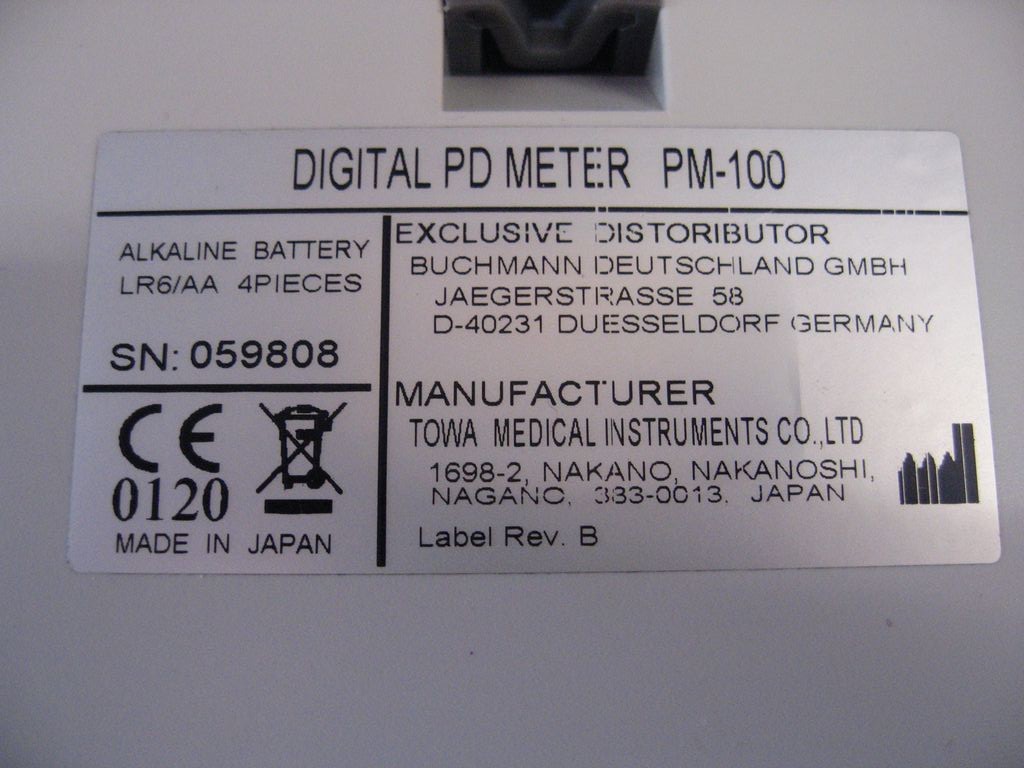 DIGITAL PD METER PM-100
ALKALINE BATTERY
LR6/AA 4PIECES
SN: 059808
CE
0120
MADE IN JAPAN
EXCLUSIVE DISTORIBUTOR
BUCHMANN DEUTSCHLAND GMBH
JAEGERSTRASSE 58
D-40231 DUESSELDORF GERMANY
MANUFACTURER
TOWA MEDICAL INSTRUMENTS CO.,LTD
1698-2, NAKANO, NAKANOSHI,
NAGANO, 383-0013, JAPAN
Label Rev. B